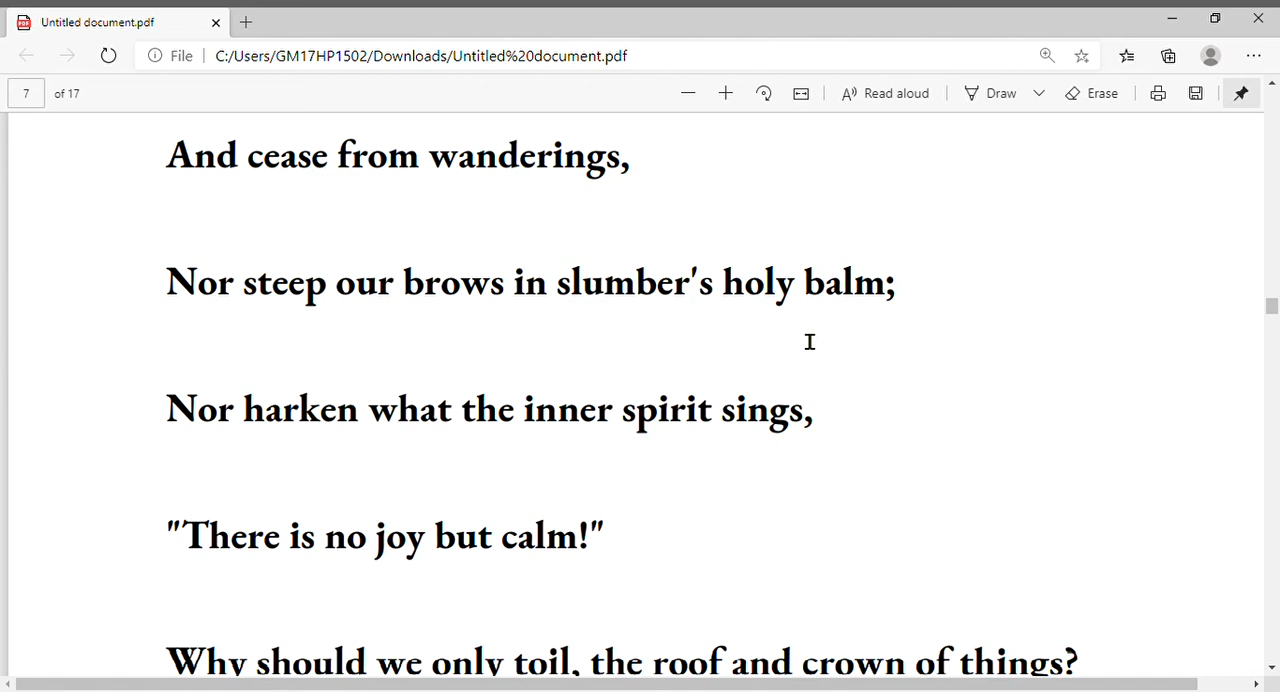 Untitled document.pdf
File C:/Users/GM17HP1502/Downloads/Untitled%20document.pdf
7 of 17 Read aloud Draw Erase
And cease from wanderings,
Nor steep our brows in slumber's holy balm;
Nor harken what the inner spirit sings,
"There is no joy but calm!"
Why should we only toil, the roof and crown of things?